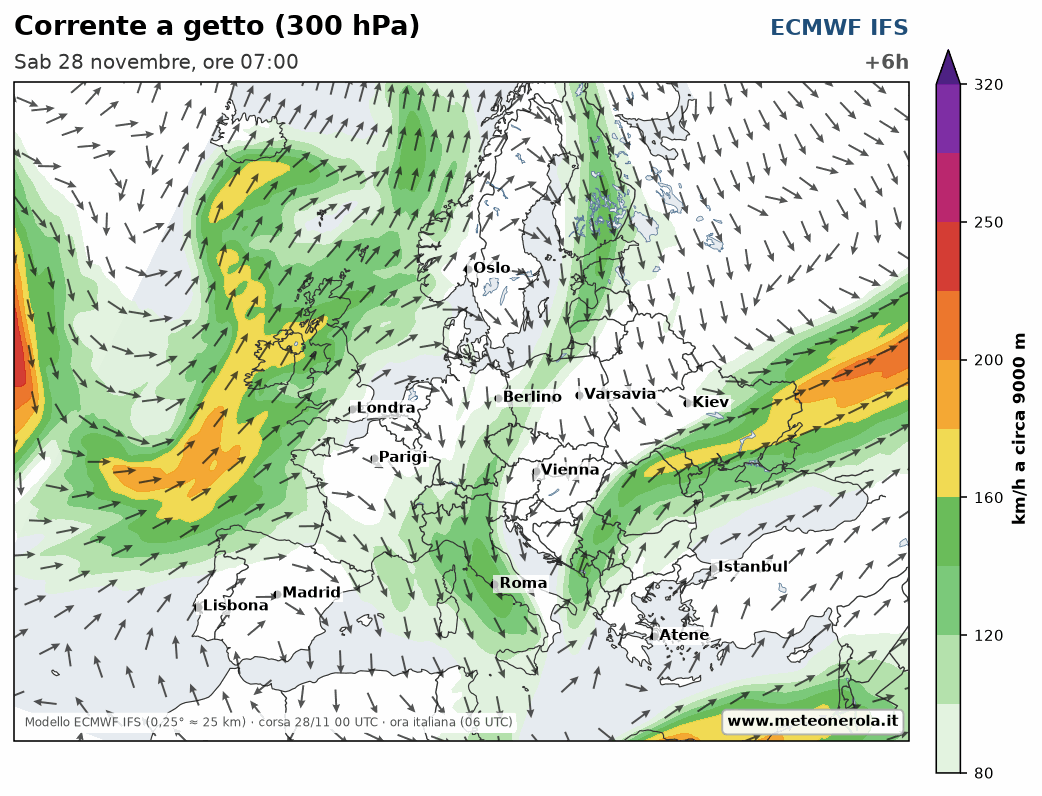 Corrente a getto (300 hPa)
ECMWF IFS
Sab 28 novembre, ore 07:00
+6h
320
250
200
160
120
80
km/h a circa 9000 m
Oslo
Berlino
Varsavia
Kiev
Londra
Parigi
Vienna
Istanbul
Roma
Madrid
Lisbona
Atene
Modello ECMWF IFS (0,25° ≈ 25 km) · corsa 28/11 00 UTC · ora italiana (06 UTC)
www.meteonerola.it